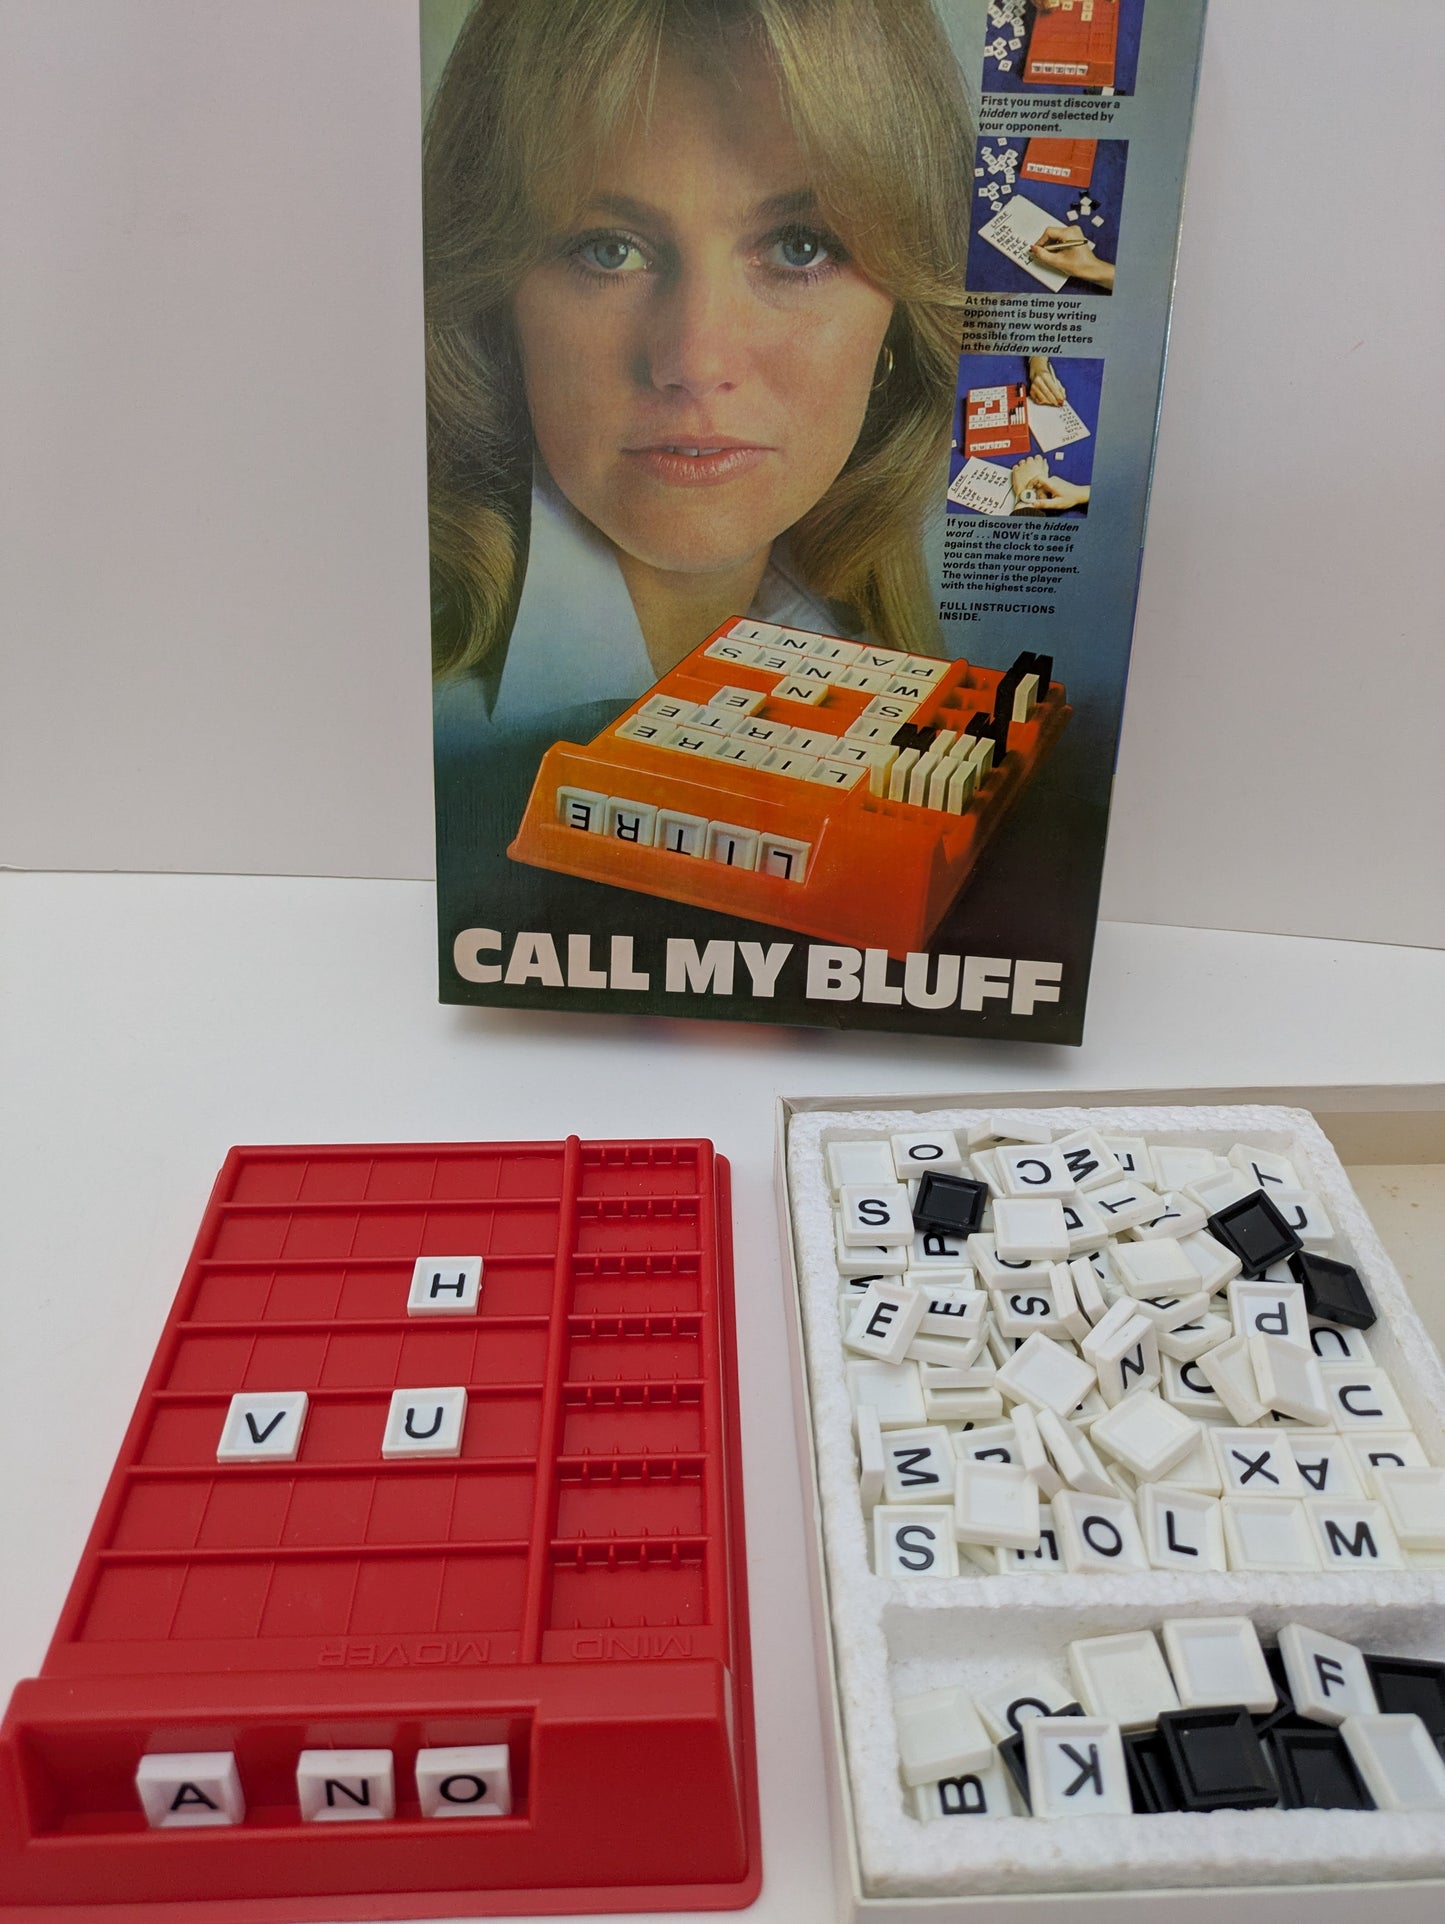 First you must discover a
hidden word selected by
your opponent.
At the same time your
opponent is busy writing
as many new words as
possible from the letters
in the hidden word.
If you discover the hidden
word ... NOW it's a race
against the clock to see if
you can make more new
words than your opponent.
The winner is the player
with the highest score.
FULL INSTRUCTIONS
INSIDE.
PAINT
WINES
S N
I E
LIRTE
LITRE
LITRE
CALL MY BLUFF
H
V U
MIND
MOVER
A N O
O
C
W
T
S
P
E
E
S
P
N
O
U
M
X
A
S
E
O
L
M
F
K
B